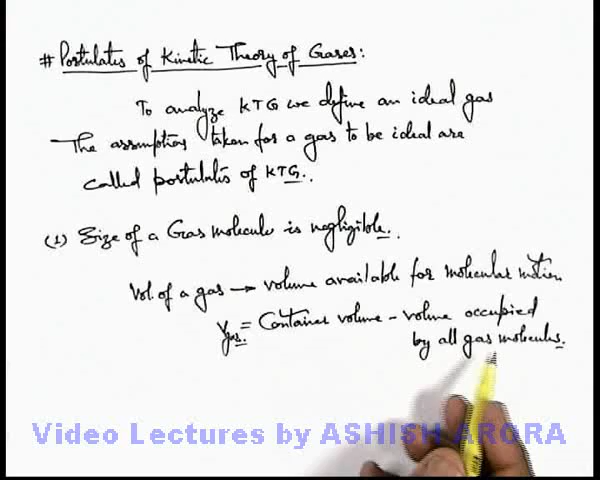 # Postulates of Kinetic Theory of Gases:
To analyze KTG we define an ideal gas
The assumptions taken for a gas to be ideal are
called postulates of KTG.
(1) Size of a Gas molecule is negligible.
Vol. of a gas → volume available for molecular motion
Vgas = Container volume - volume occupied
by all gas molecules.
Video Lectures by ASHISH ARORA